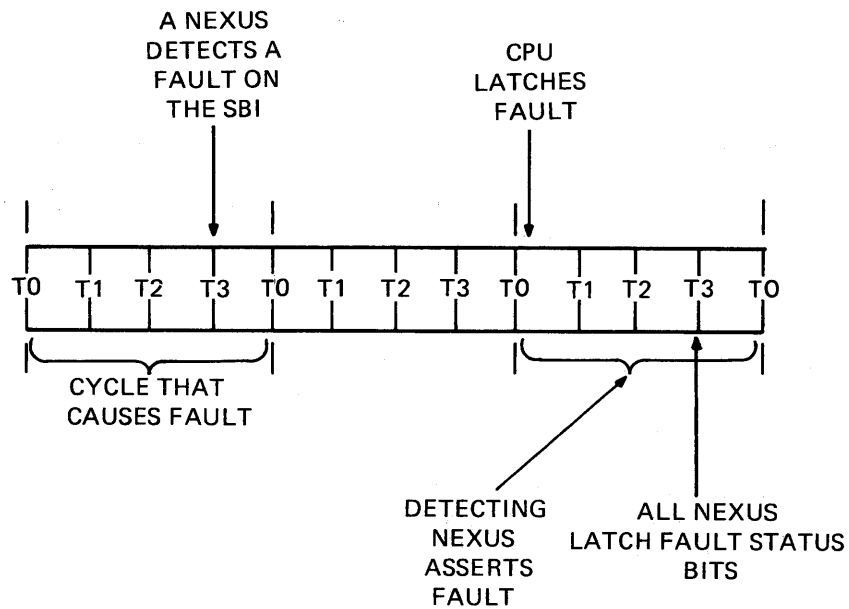 A NEXUS
DETECTS A
FAULT ON
THE SBI
CPU
LATCHES
FAULT
T0 T1 T2 T3 T0 T1 T2 T3 T0 T1 T2 T3 T0
CYCLE THAT
CAUSES FAULT
DETECTING
NEXUS
ASSERTS
FAULT
ALL NEXUS
LATCH FAULT STATUS
BITS